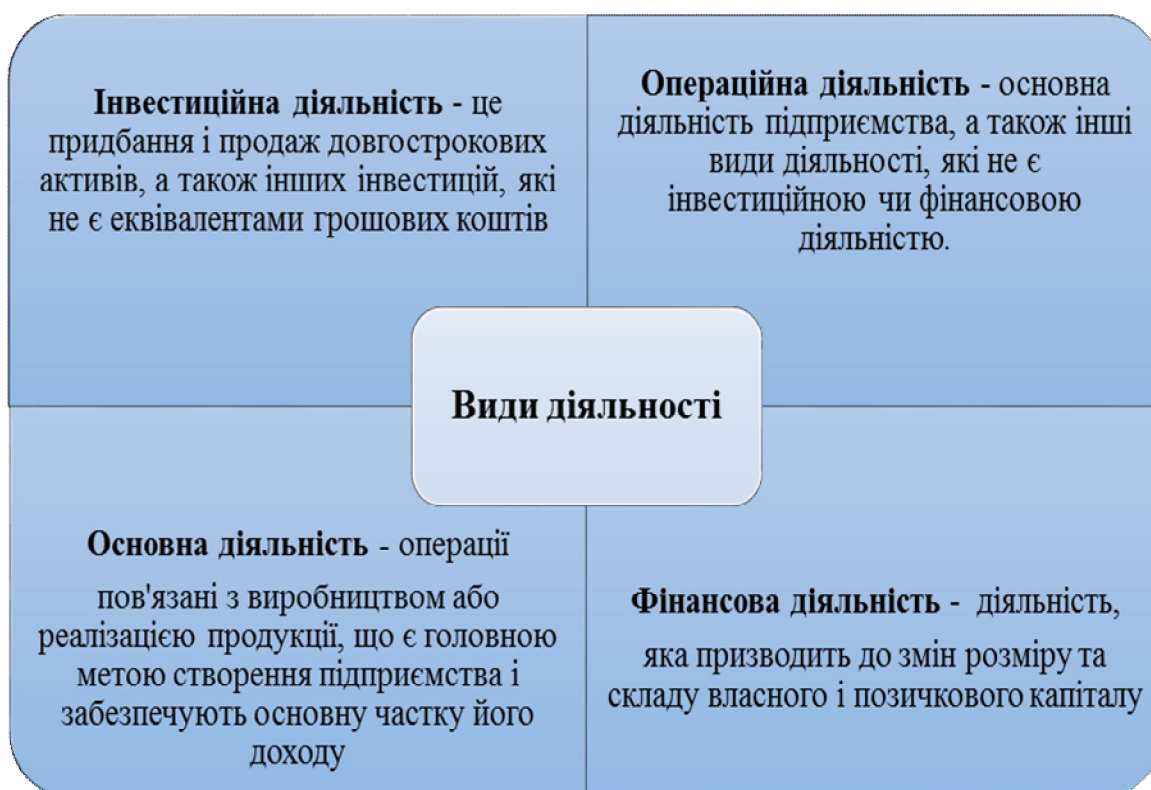 Інвестиційна діяльність - це
придбання і продаж довгострокових
активів, а також інших інвестицій, які
не є еквівалентами грошових коштів
Операційна діяльність - основна
діяльність підприємства, а також інші
види діяльності, які не є
інвестиційною чи фінансовою
діяльністю.
Види діяльності
Основна діяльність - операції
пов'язані з виробництвом або
реалізацією продукції, що є головною
метою створення підприємства і
забезпечують основну частку його
доходу
Фінансова діяльність - діяльність,
яка призводить до змін розміру та
складу власного і позичкового капіталу